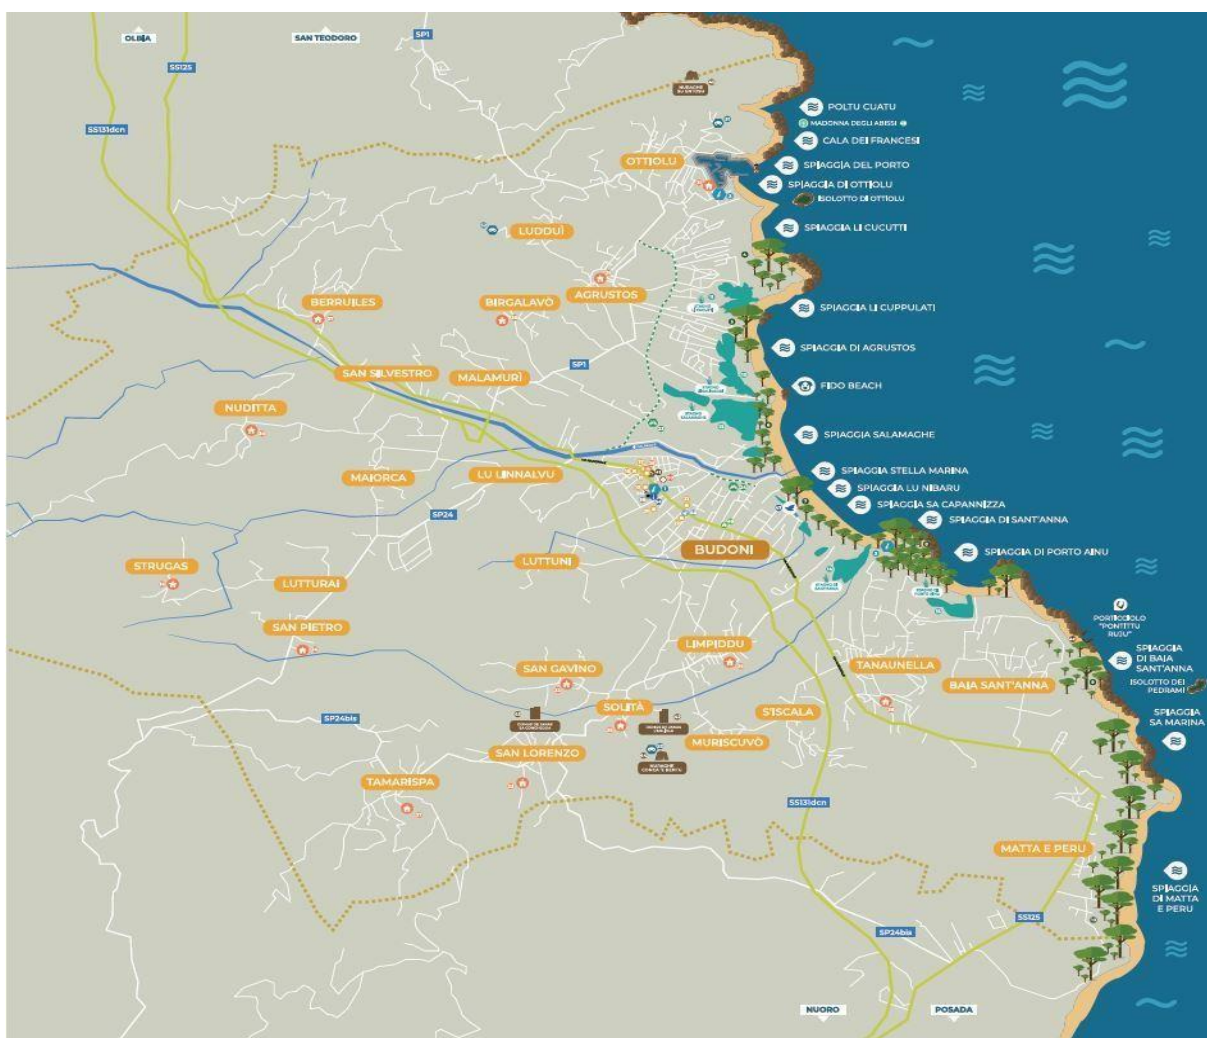 OLBIA
SAN TEODORO
SP1
SS125
SS131dcn
POLTU CUATU
MADONNA DEGLI ABISSI
CALA DEI FRANCESI
OTTIOLU
SPIAGGIA DEL PORTO
SPIAGGIA DI OTTIOLU
ISOLOTTO DI OTTIOLU
SPIAGGIA LI CUCUTTI
LUDDUÌ
AGRUSTOS
BERRUILES
BIRGALAVÒ
SPIAGGIA LI CUPPULATI
SPIAGGIA DI AGRUSTOS
SP1
SAN SILVESTRO
MALAMURÌ
FIDO BEACH
NUDITTA
SPIAGGIA SALAMAGHE
MAIORCA
LU LINNALVU
SPIAGGIA STELLA MARINA
SPIAGGIA LU NIBARU
SPIAGGIA SA CAPANNIZZA
SP24
SPIAGGIA DI SANT'ANNA
BUDONI
SPIAGGIA DI PORTO AINU
STRUGAS
LUTTUNI
LUTTURAI
SAN PIETRO
PORTICCIOLO
"PONTITTU
RUJU"
LIMPIDDU
SPIAGGIA
DI BAIA
SANT'ANNA
SAN GAVINO
TANAUNELLA
BAIA SANT'ANNA
ISOLOTTO DEI
PEDRAMI
SOLITÀ
S'ISCALA
SPIAGGIA
SA MARINA
SP24bis
MURISCUVÒ
SAN LORENZO
NURAGHE
CONCA 'E BENTU
TAMARISPA
SS131dcn
MATTA E PERU
SPIAGGIA
DI MATTA
E PERU
SS125
SP24bis
NUORO
POSADA